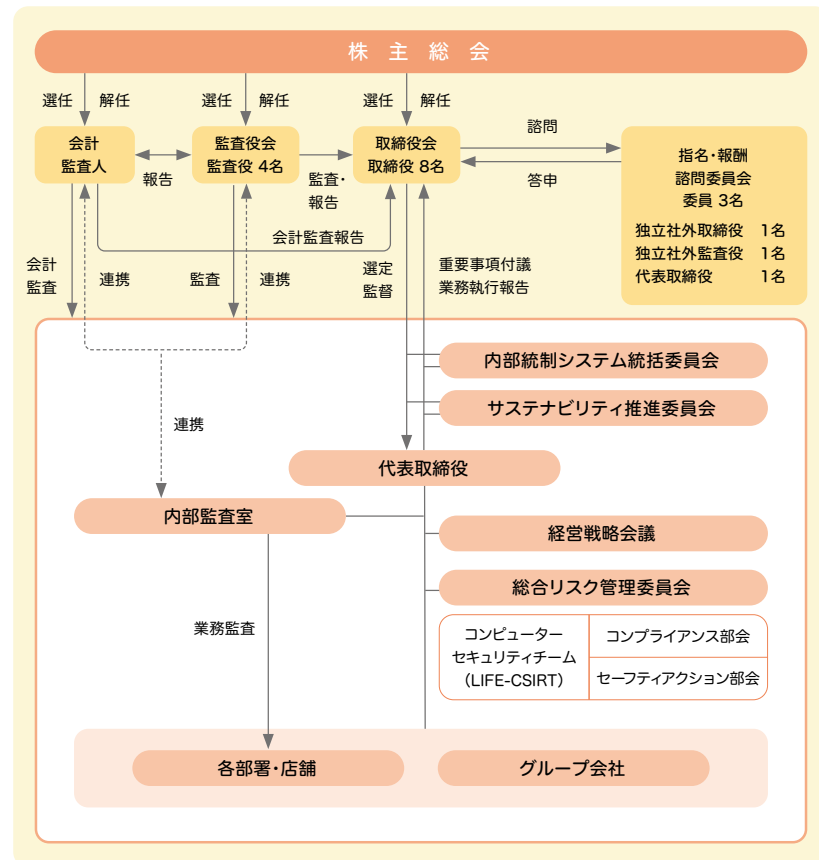 株主総会
選任 解任 選任 解任 選任 解任
会計
監査人
報告
監査役会
監査役 4名
監査・
報告
取締役会
取締役 8名
諮問
答申
指名・報酬
諮問委員会
委員 3名
独立社外取締役 1名
独立社外監査役 1名
代表取締役 1名
会計監査報告
会計
監査
連携
監査
連携
選定
監督
重要事項付議
業務執行報告
内部統制システム統括委員会
サステナビリティ推進委員会
連携
代表取締役
内部監査室
経営戦略会議
総合リスク管理委員会
業務監査
コンピューター
セキュリティチーム
（LIFE-CSIRT）
コンプライアンス部会
セーフティアクション部会
各部署・店舗
グループ会社